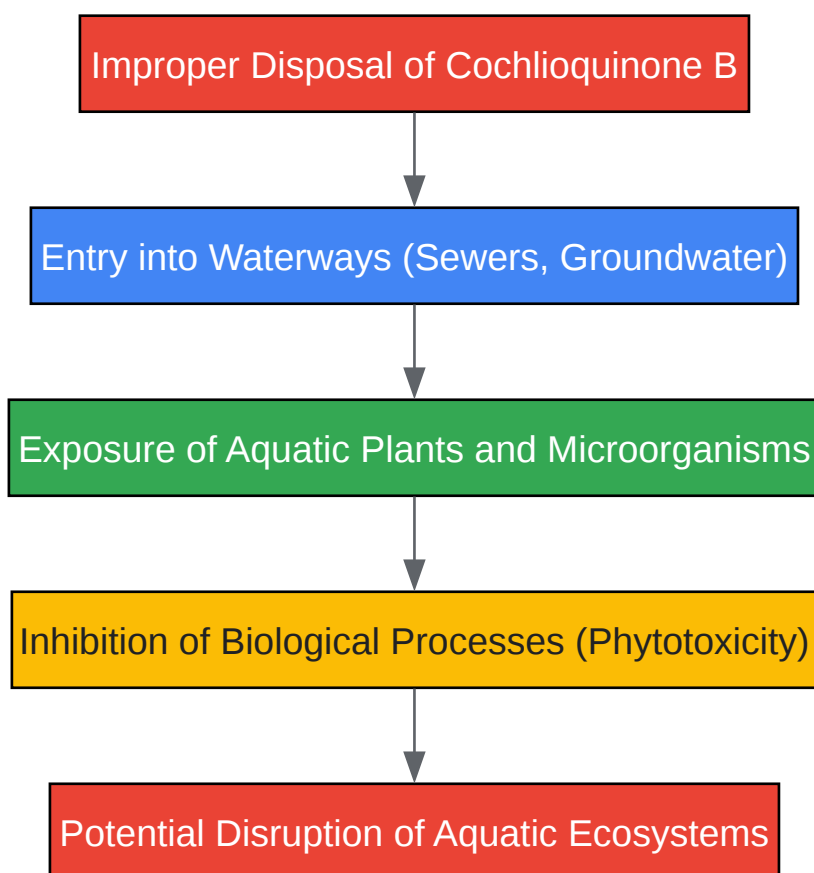 Improper Disposal of Cochlioquinone B
Entry into Waterways (Sewers, Groundwater)
Exposure of Aquatic Plants and Microorganisms
Inhibition of Biological Processes (Phytotoxicity)
Potential Disruption of Aquatic Ecosystems